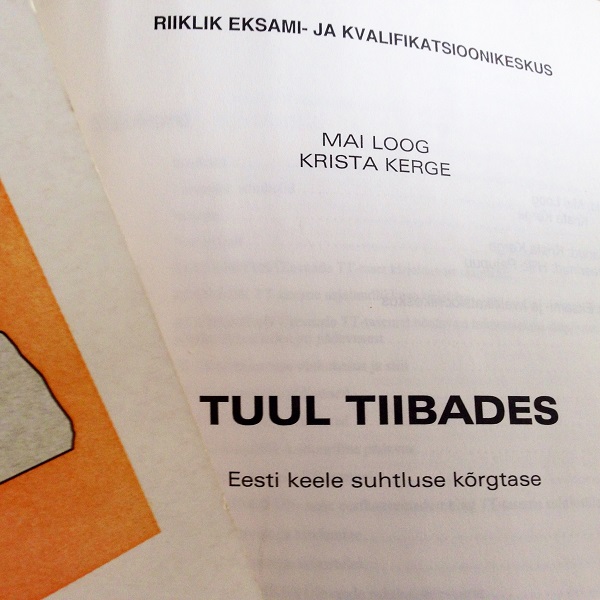 RIIKLIK EKSAMI- JA KVALIFIKATSIOONIKESKUS
MAI LOOG
KRISTA KERGE
TUUL TIIBADES
Eesti keele suhtluse kõrgtase